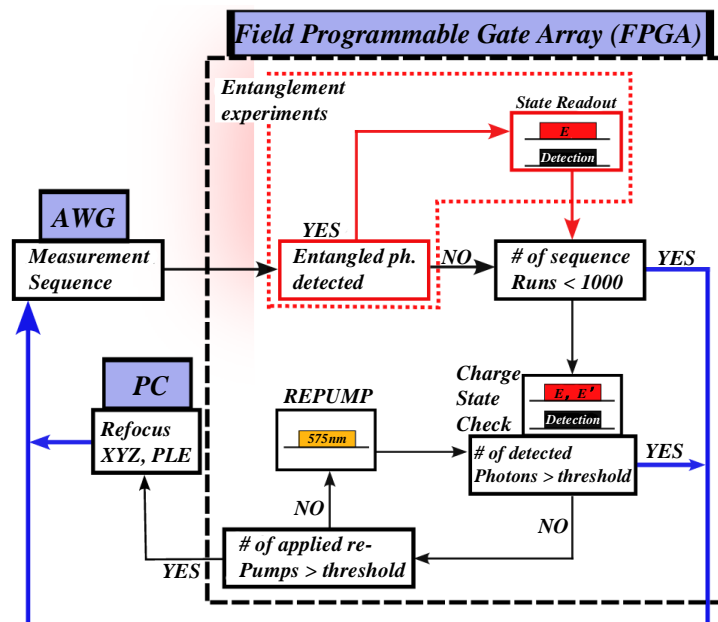 Field Programmable Gate Array (FPGA)
Entanglement
experiments
State Readout
E
Detection
AWG
Measurement
Sequence
YES
Entangled ph.
detected
NO
# of sequence
Runs < 1000
YES
PC
Refocus
XYZ, PLE
REPUMP
575nm
Charge
State
Check
E, E'
Detection
# of detected
Photons > threshold
YES
NO
NO
# of applied re-
Pumps > threshold
YES